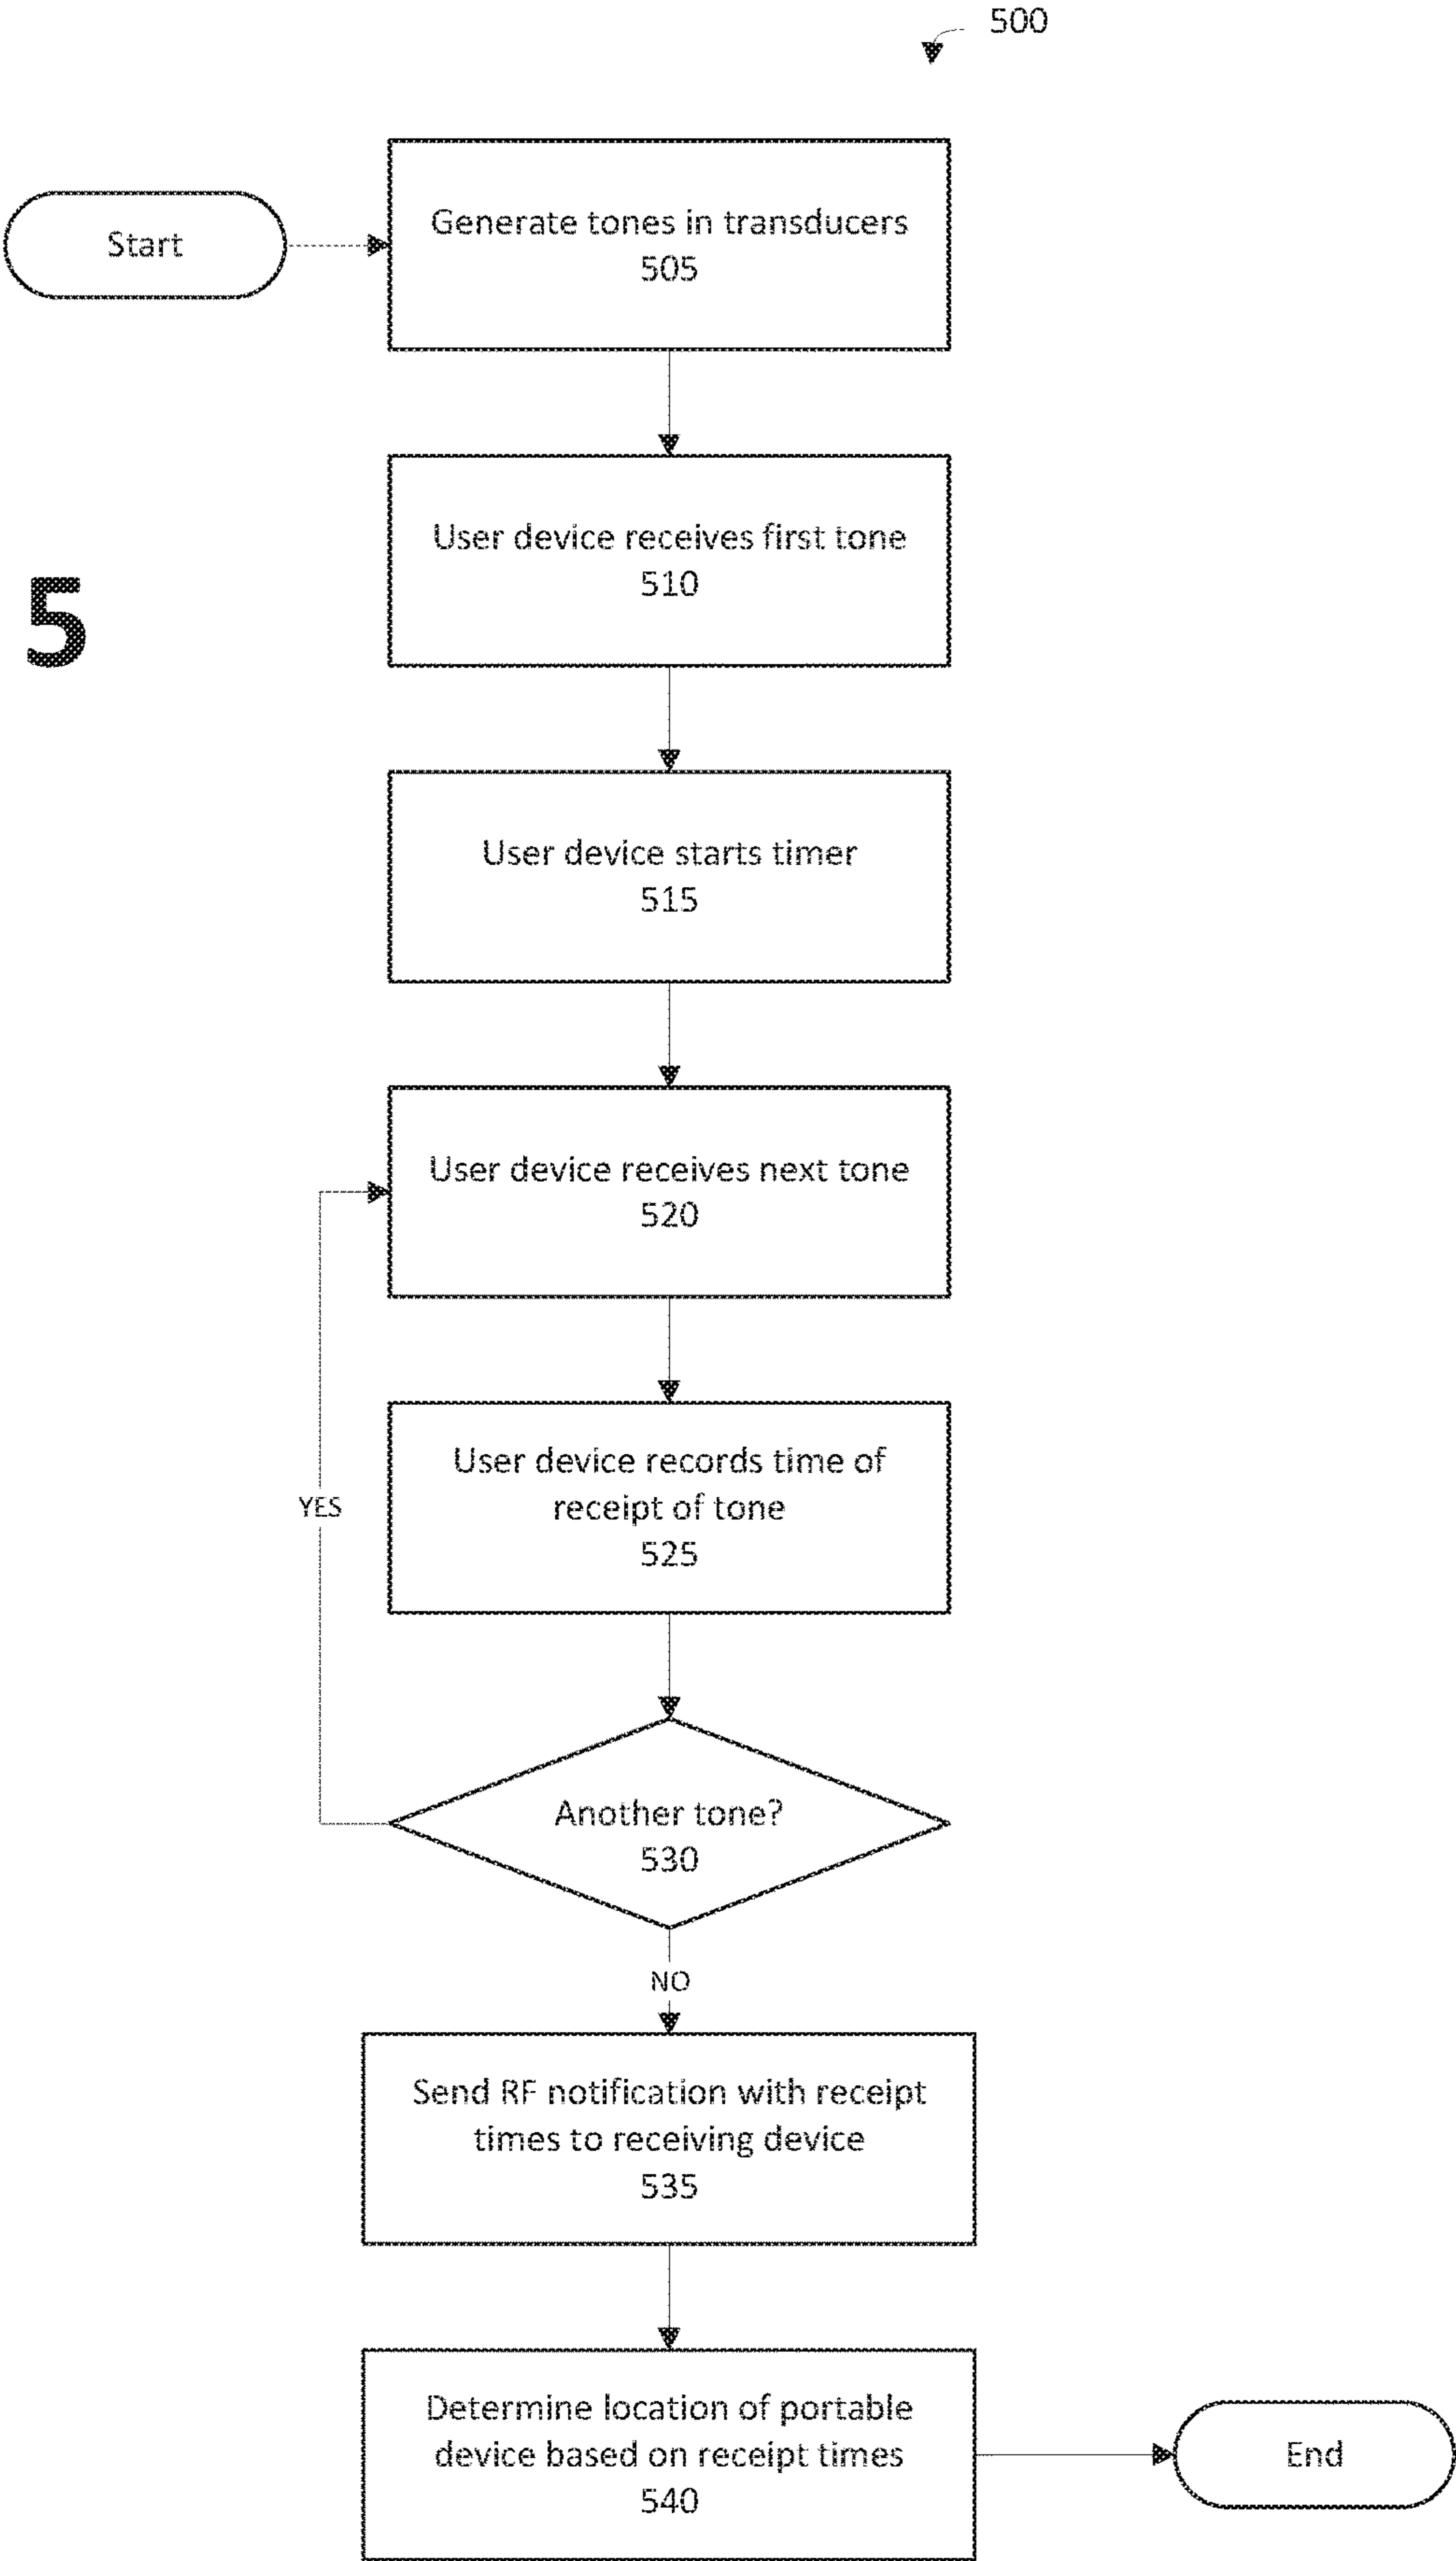 500
Start
Generate tones in transducers
505
User device receives first tone
510
5
User device starts timer
515
User device receives next tone
520
User device records time of
receipt of tone
525
YES
Another tone?
530
NO
Send RF notification with receipt
times to receiving device
535
Determine location of portable
device based on receipt times
540
End